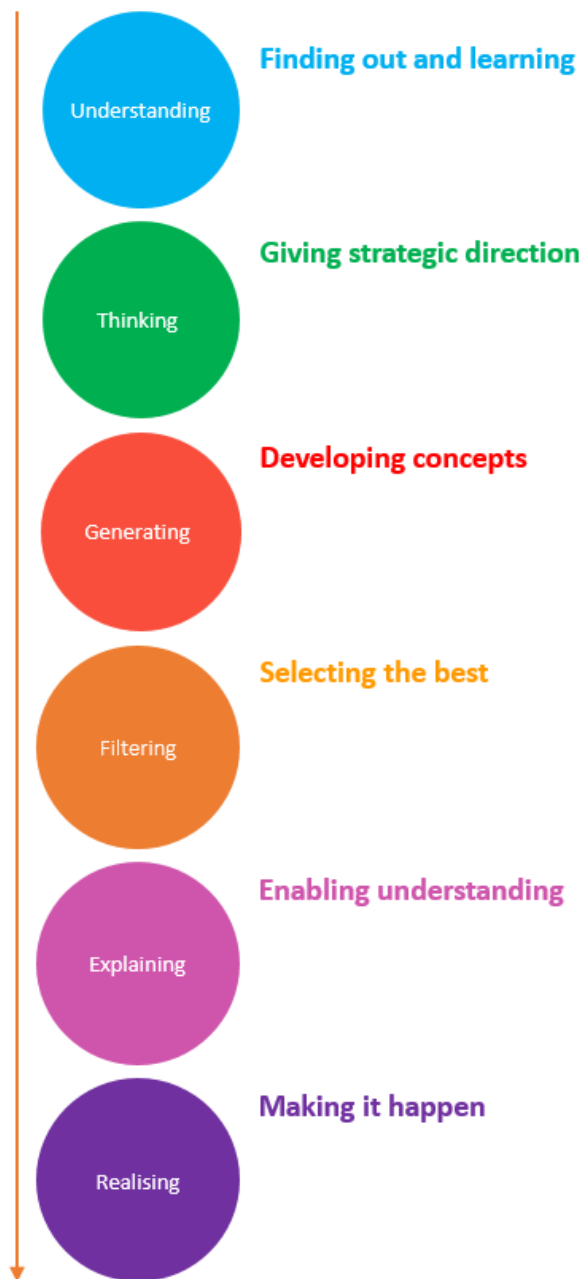 Finding out and learning
Understanding
Giving strategic direction
Thinking
Developing concepts
Generating
Selecting the best
Filtering
Enabling understanding
Explaining
Making it happen
Realising